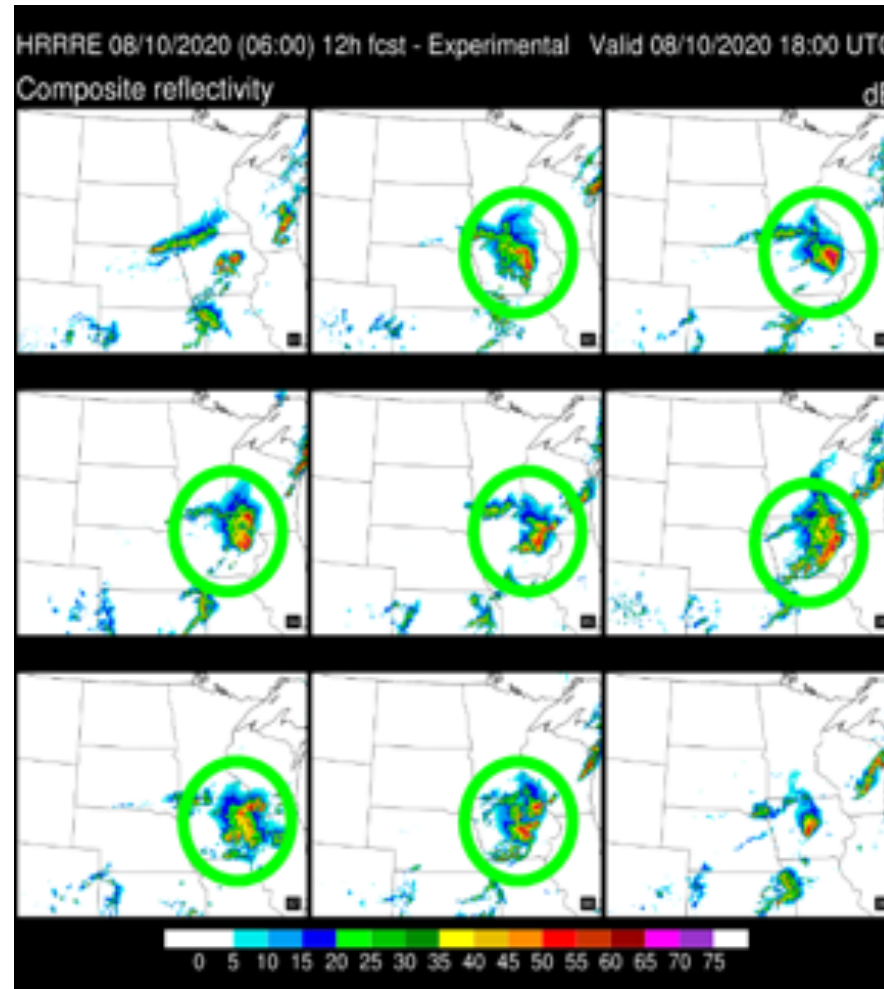 HRRRE 08/10/2020 (06:00) 12h fcst - Experimental Valid 08/10/2020 18:00 UTC
Composite reflectivity dB
0 5 10 15 20 25 30 35 40 45 50 55 60 65 70 75